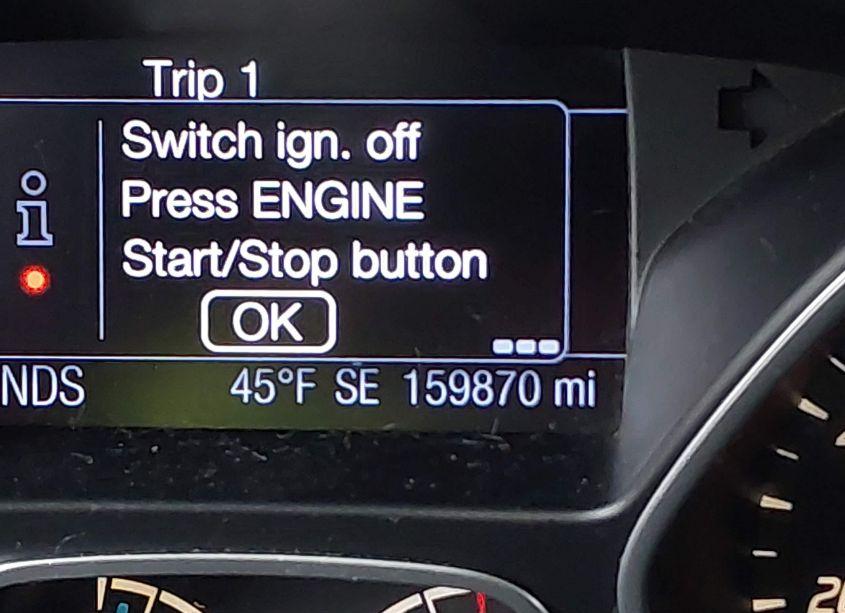 Trip 1
Switch ign. off
Press ENGINE
Start/Stop button
OK
NDS 45°F SE 159870 mi